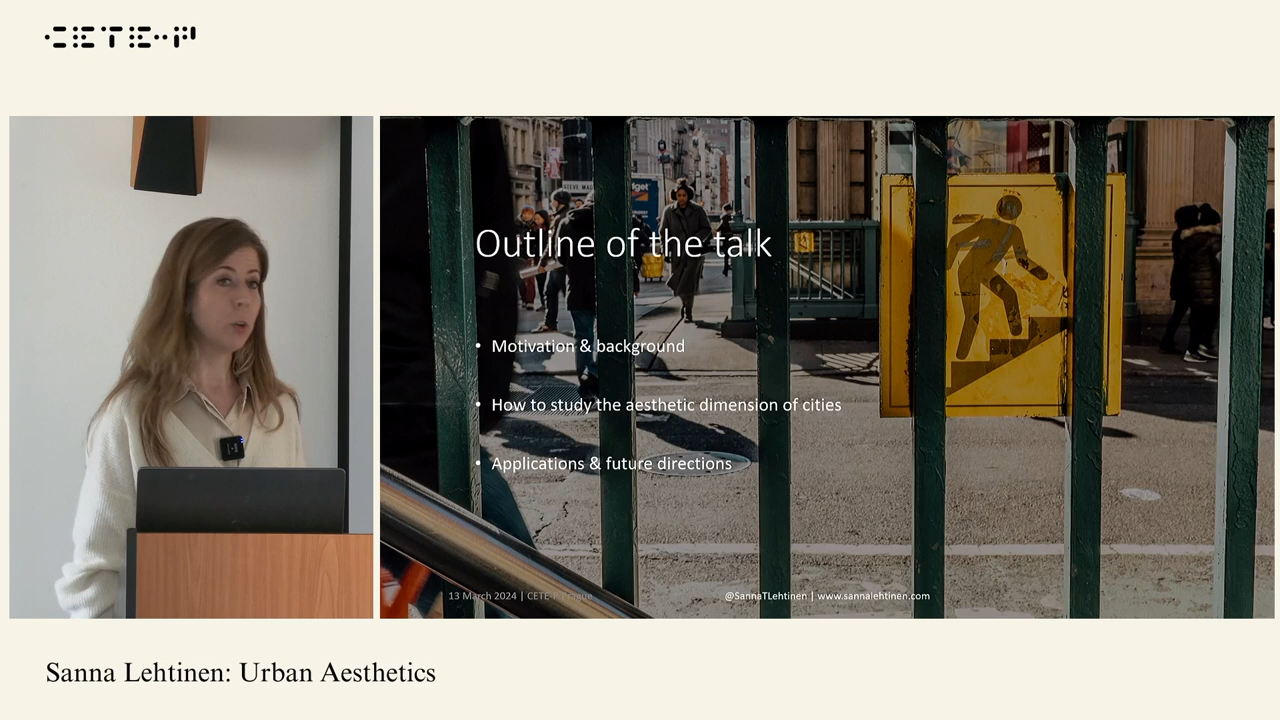 CETE-P
Outline of the talk
• Motivation & background
• How to study the aesthetic dimension of cities
• Applications & future directions
13 March 2024 | CETE-P Prague
@SannaTLehtinen | www.sannalehtinen.com
Sanna Lehtinen: Urban Aesthetics